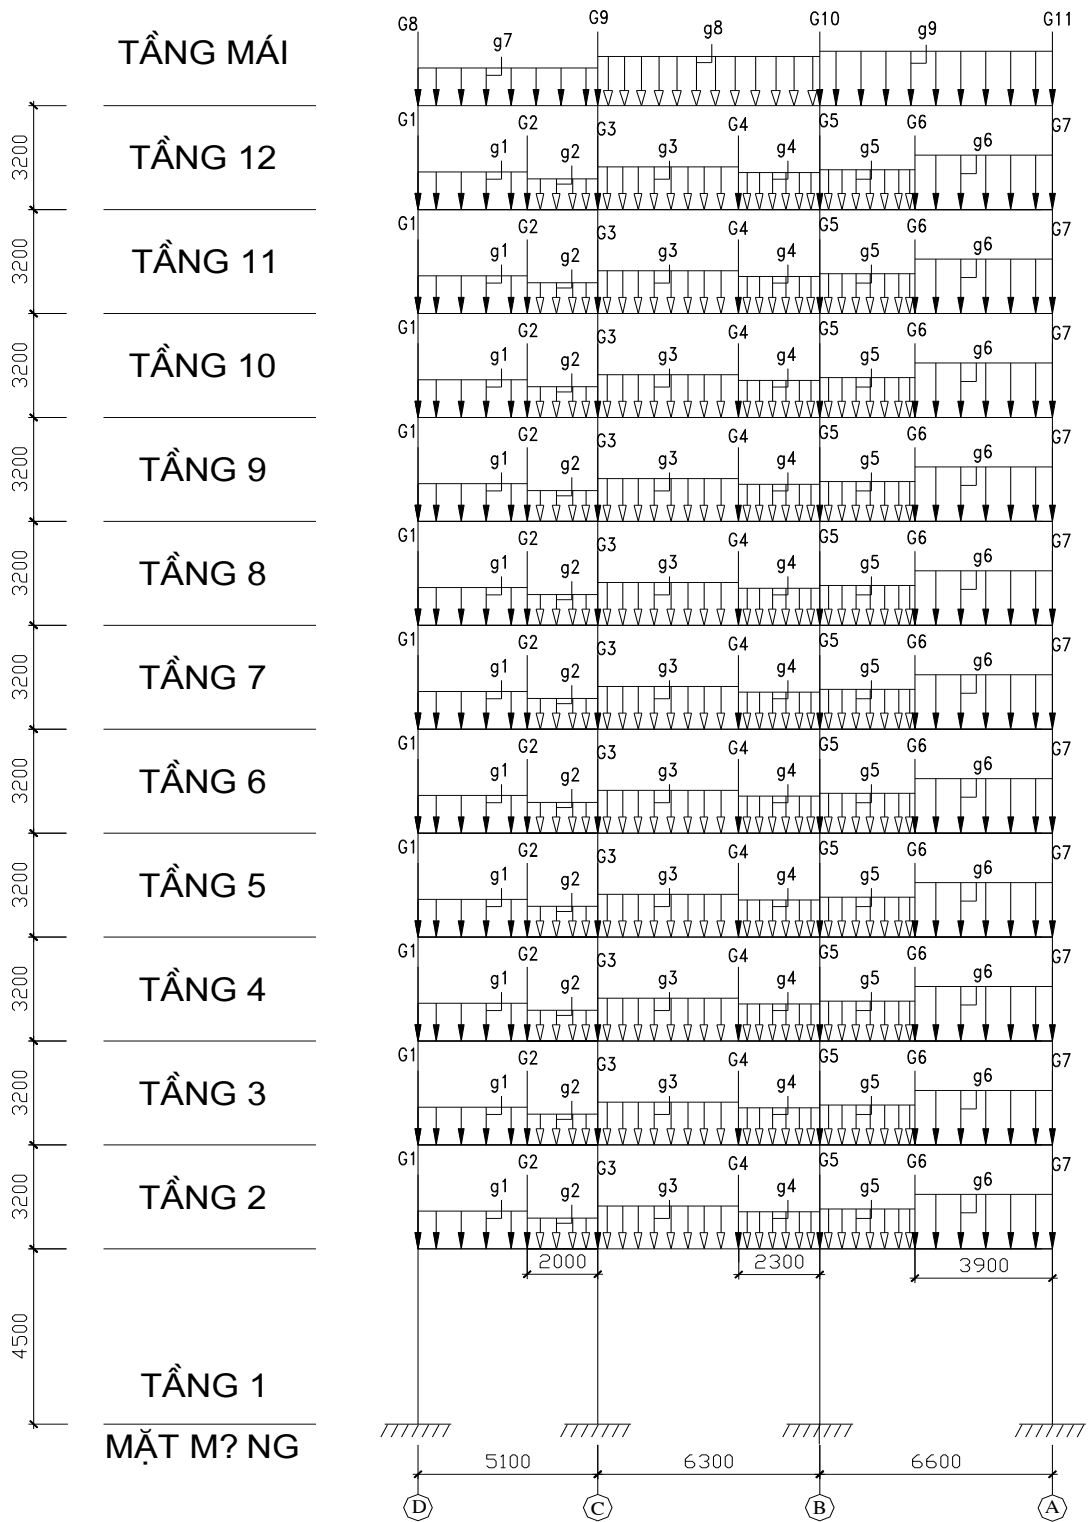 G8 G9 G10 G11
TẦNG MÁI g7 g8 g9
G1 G2 G3 G4 G5 G6 G7
3200 TẦNG 12 g1 g2 g3 g4 g5 g6
G1 G2 G3 G4 G5 G6 G7
3200 TẦNG 11 g1 g2 g3 g4 g5 g6
G1 G2 G3 G4 G5 G6 G7
3200 TẦNG 10 g1 g2 g3 g4 g5 g6
G1 G2 G3 G4 G5 G6 G7
3200 TẦNG 9 g1 g2 g3 g4 g5 g6
G1 G2 G3 G4 G5 G6 G7
3200 TẦNG 8 g1 g2 g3 g4 g5 g6
G1 G2 G3 G4 G5 G6 G7
3200 TẦNG 7 g1 g2 g3 g4 g5 g6
G1 G2 G3 G4 G5 G6 G7
3200 TẦNG 6 g1 g2 g3 g4 g5 g6
G1 G2 G3 G4 G5 G6 G7
3200 TẦNG 5 g1 g2 g3 g4 g5 g6
G1 G2 G3 G4 G5 G6 G7
3200 TẦNG 4 g1 g2 g3 g4 g5 g6
G1 G2 G3 G4 G5 G6 G7
3200 TẦNG 3 g1 g2 g3 g4 g5 g6
G1 G2 G3 G4 G5 G6 G7
3200 TẦNG 2 g1 g2 g3 g4 g5 g6
2000 2300 3900
4500
TẦNG 1
MẶT M? NG
5100 6300 6600
D C B A